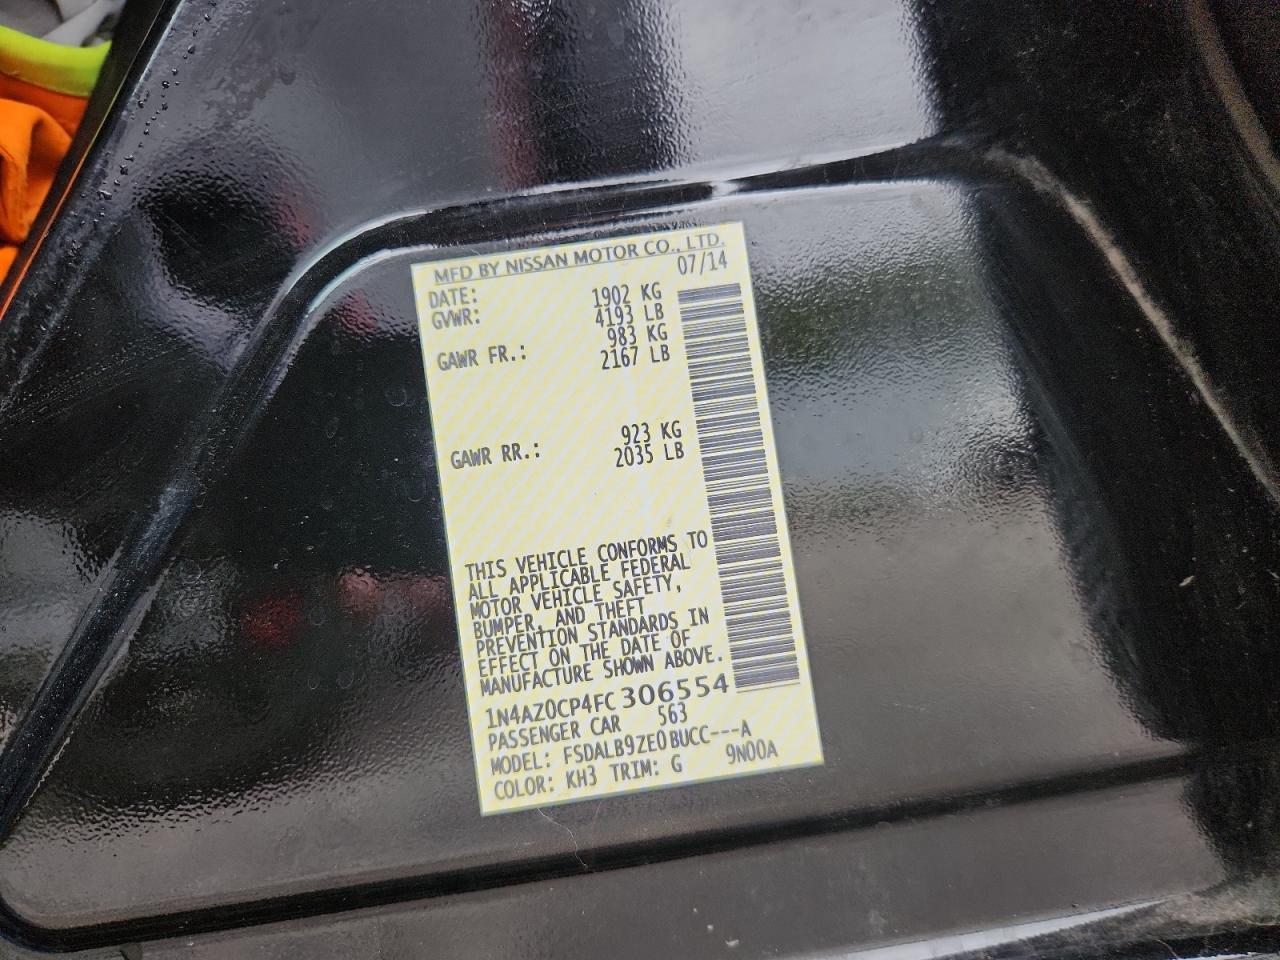 MFD BY NISSAN MOTOR CO., LTD.
DATE: 07/14
GVWR: 1902 KG
4193 LB
GAWR FR.: 983 KG
2167 LB
GAWR RR.: 923 KG
2035 LB
THIS VEHICLE CONFORMS TO
ALL APPLICABLE FEDERAL
MOTOR VEHICLE SAFETY,
BUMPER, AND THEFT
PREVENTION STANDARDS IN
EFFECT ON THE DATE OF
MANUFACTURE SHOWN ABOVE.
1N4AZ0CP4FC306554
PASSENGER CAR 563
MODEL: FSDALB9ZE0BUCC---A
COLOR: KH3 TRIM: G 9N00A